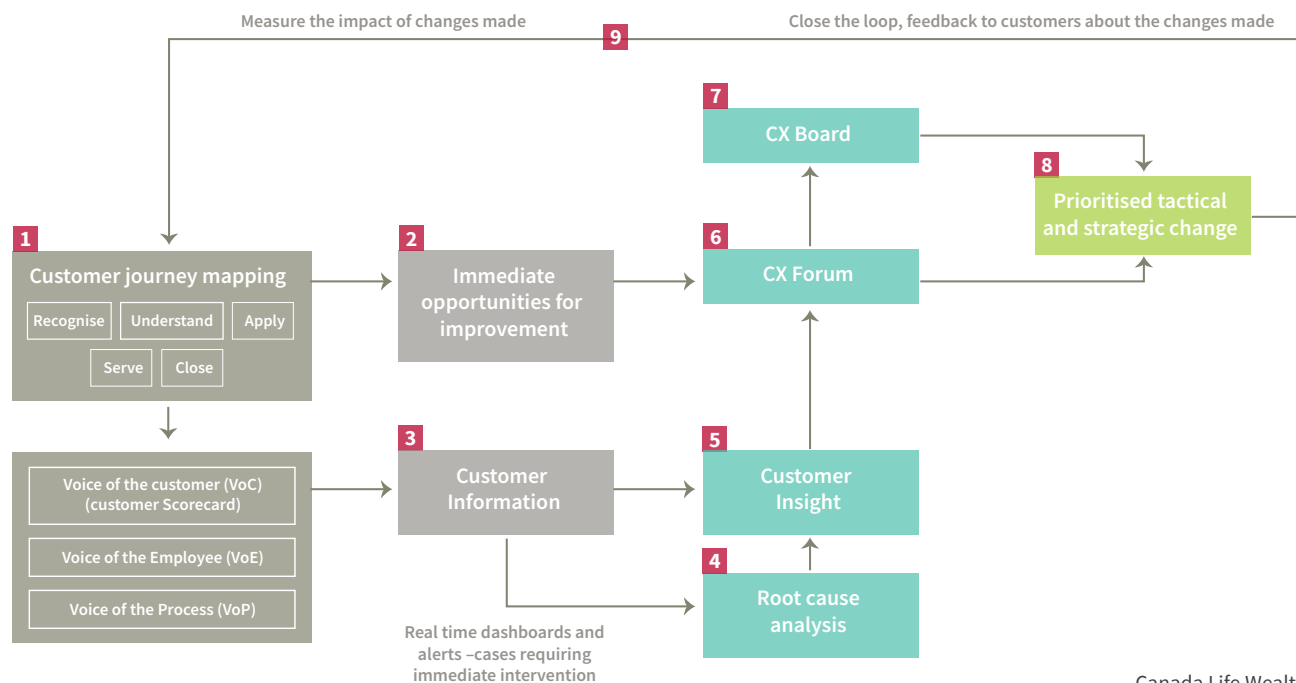 Measure the impact of changes made
Close the loop, feedback to customers about the changes made
9
7
CX Board
8
Prioritised tactical
and strategic change
1
Customer journey mapping
Recognise
Understand
Apply
Serve
Close
2
Immediate
opportunities for
improvement
6
CX Forum
Voice of the customer (VoC)
(customer Scorecard)
Voice of the Employee (VoE)
Voice of the Process (VoP)
3
Customer
Information
5
Customer
Insight
4
Root cause
analysis
Real time dashboards and
alerts –cases requiring
immediate intervention
Canada Life